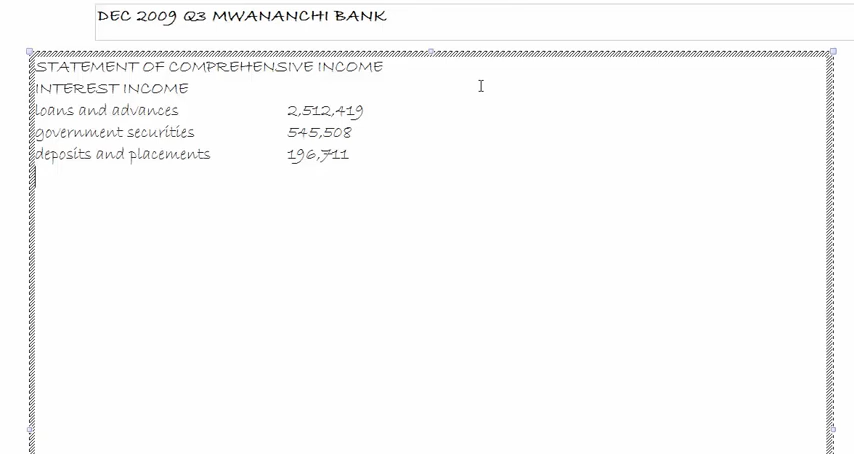 DEC 2009 Q3 MWANANCHI BANK
STATEMENT OF COMPREHENSIVE INCOME
INTEREST INCOME
loans and advances 2,512,419
government securities 545,508
deposits and placements 196,711